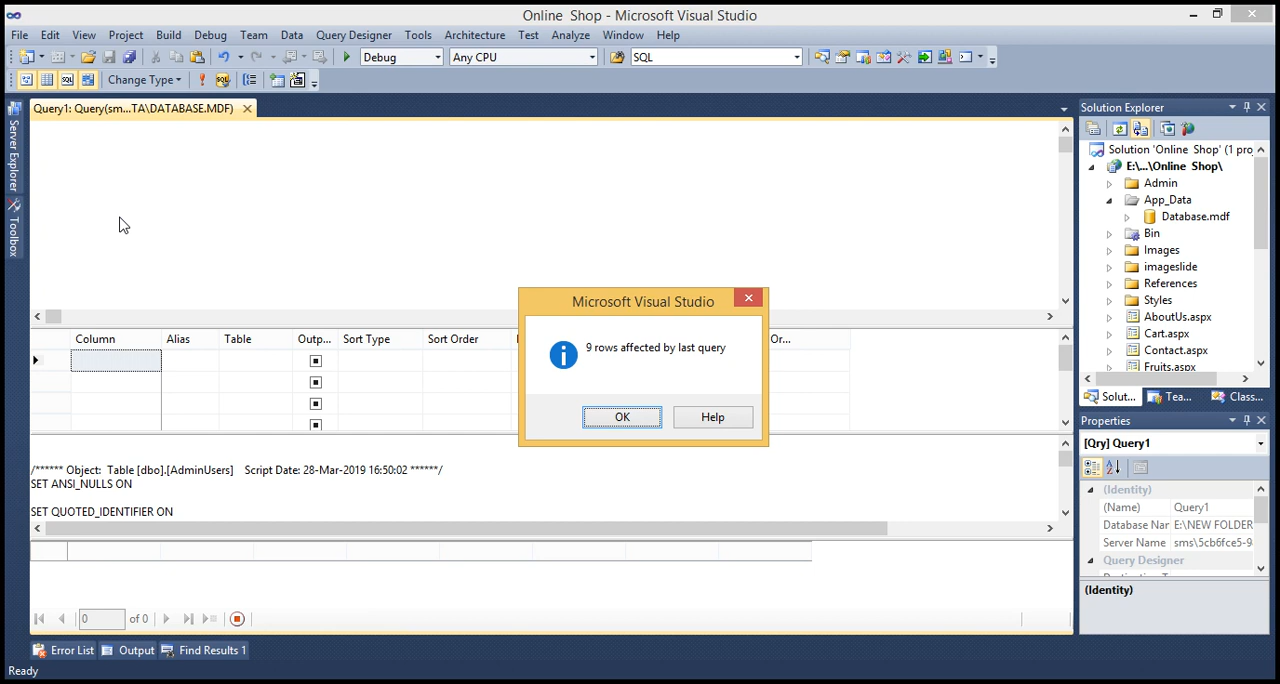 Online Shop - Microsoft Visual Studio
File Edit View Project Build Debug Team Data Query Designer Tools Architecture Test Analyze Window Help
Debug Any CPU SQL
Change Type
Query1: Query(sm...TA\DATABASE.MDF)
Server Explorer
Toolbox
Column Alias Table Outp... Sort Type Sort Order Or...
Microsoft Visual Studio
9 rows affected by last query
OK Help
/****** Object: Table [dbo].[AdminUsers] Script Date: 28-Mar-2019 16:50:02 ******/
SET ANSI_NULLS ON
SET QUOTED_IDENTIFIER ON
0 of 0
Error List Output Find Results 1
Ready
Solution Explorer
Solution 'Online Shop' (1 pro
E:\...\Online Shop\
Admin
App_Data
Database.mdf
Bin
Images
imageslide
References
Styles
AboutUs.aspx
Cart.aspx
Contact.aspx
Fruits.aspx
Solut... Tea... Class...
Properties
[Qry] Query1
(Identity)
(Name) Query1
Database Nar E:\NEW FOLDER
Server Name sms\5cb6fce5-9
Query Designer
(Identity)